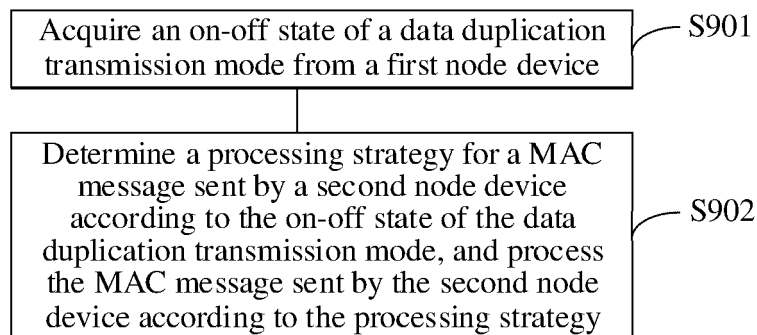 Acquire an on-off state of a data duplication
transmission mode from a first node device
S901
Determine a processing strategy for a MAC
message sent by a second node device
according to the on-off state of the data
duplication transmission mode, and process
the MAC message sent by the second node
device according to the processing strategy
S902